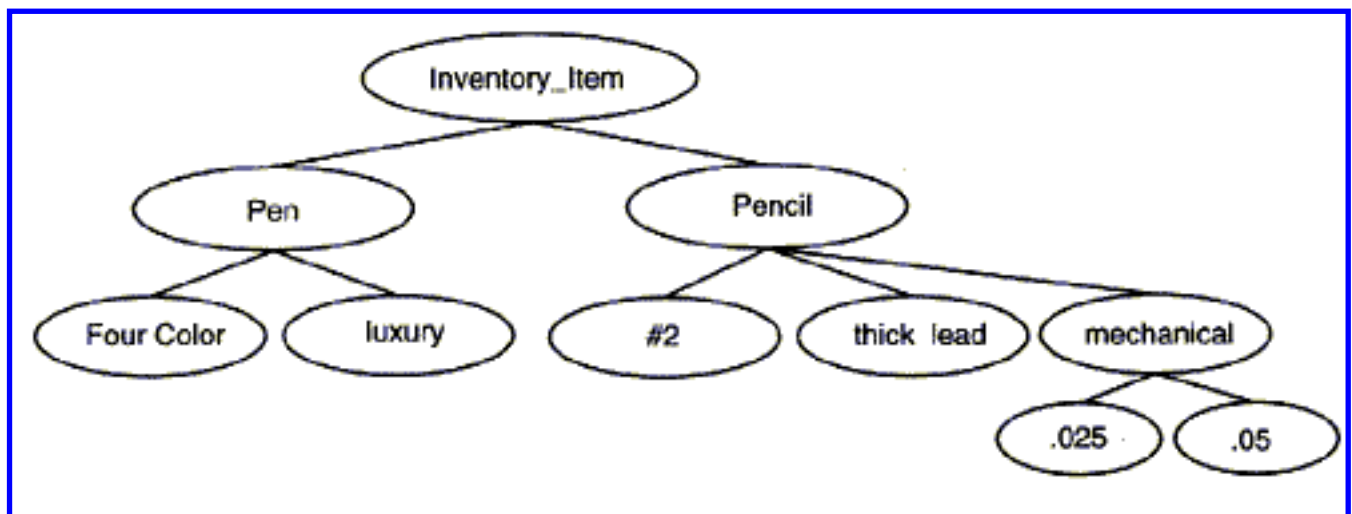 Inventory_Item
Pen
Pencil
Four Color
luxury
#2
thick lead
mechanical
.025
.05